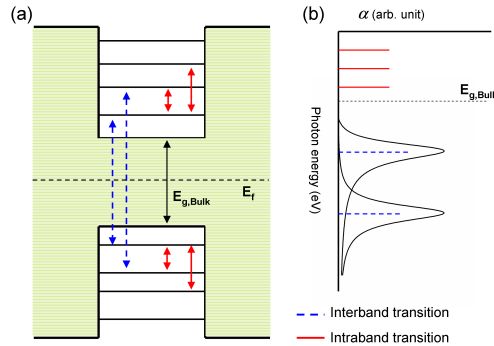 (a)
E_g,Bulk
E_f
(b)
α (arb. unit)
E_g,Bulk
Photon energy (eV)
Interband transition
Intraband transition